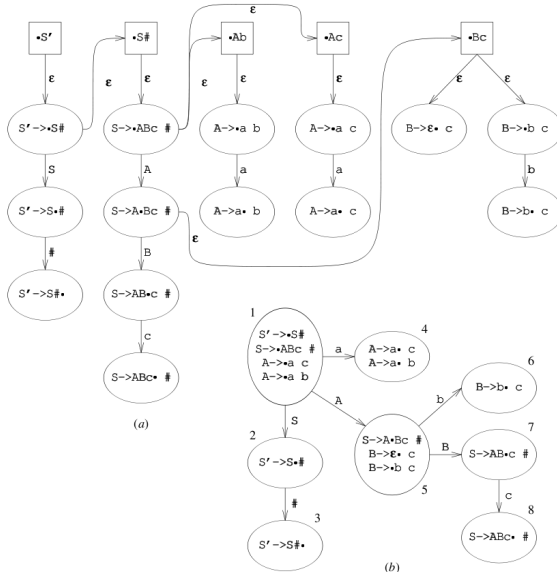 •S' •S# •Ab •Ac •Bc
ε ε ε ε ε ε ε ε ε
S'->•S# S->•ABc # A->•a b A->•a c B->ε• c B->•b c
S A a a b
S'->S•# S->A•Bc # A->a• b A->a• c B->b• c
# B ε
S'->S#• S->AB•c #
c
S->ABc• #
(a)
1
S'->•S#
S->•ABc #
A->•a c
A->•a b
a
4
A->a• c
A->a• b
A
S
2
S'->S•#
#
3
S'->S#•
S->A•Bc #
B->ε• c
B->•b c
5
b
6
B->b• c
B
7
S->AB•c #
c
8
S->ABc• #
(b)